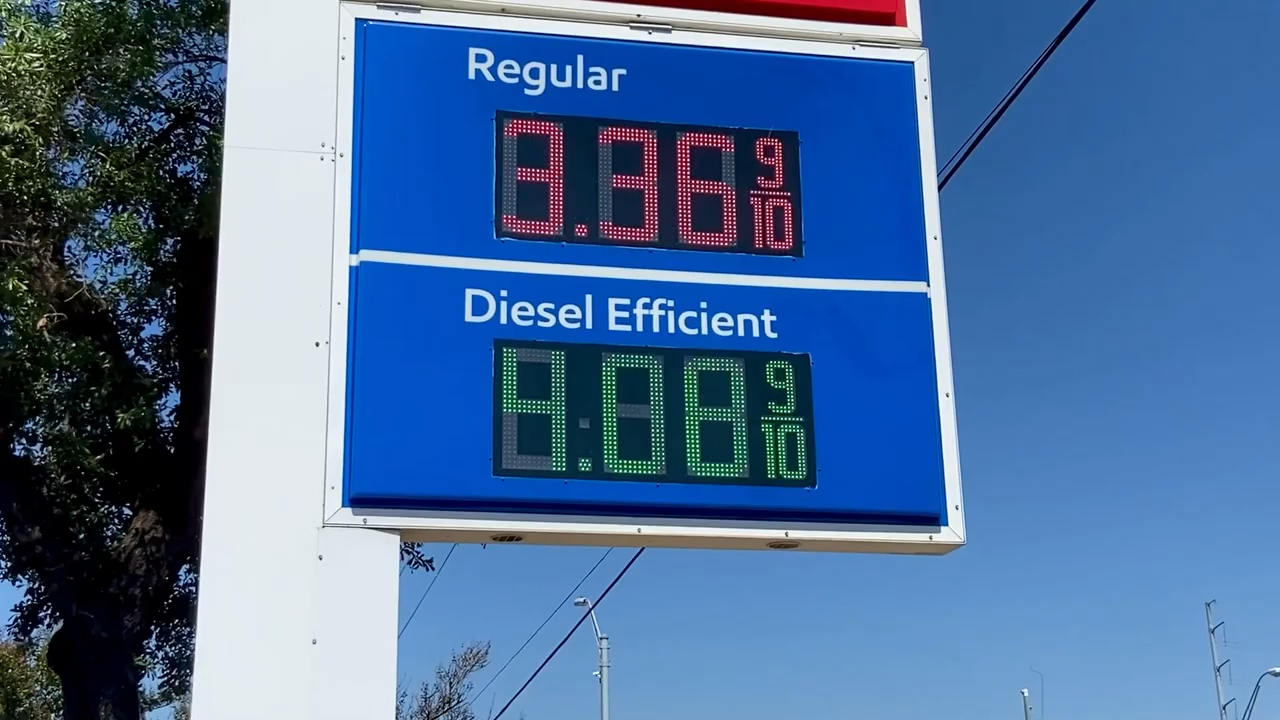 Regular
3.36 9/10
Diesel Efficient
4.08 9/10